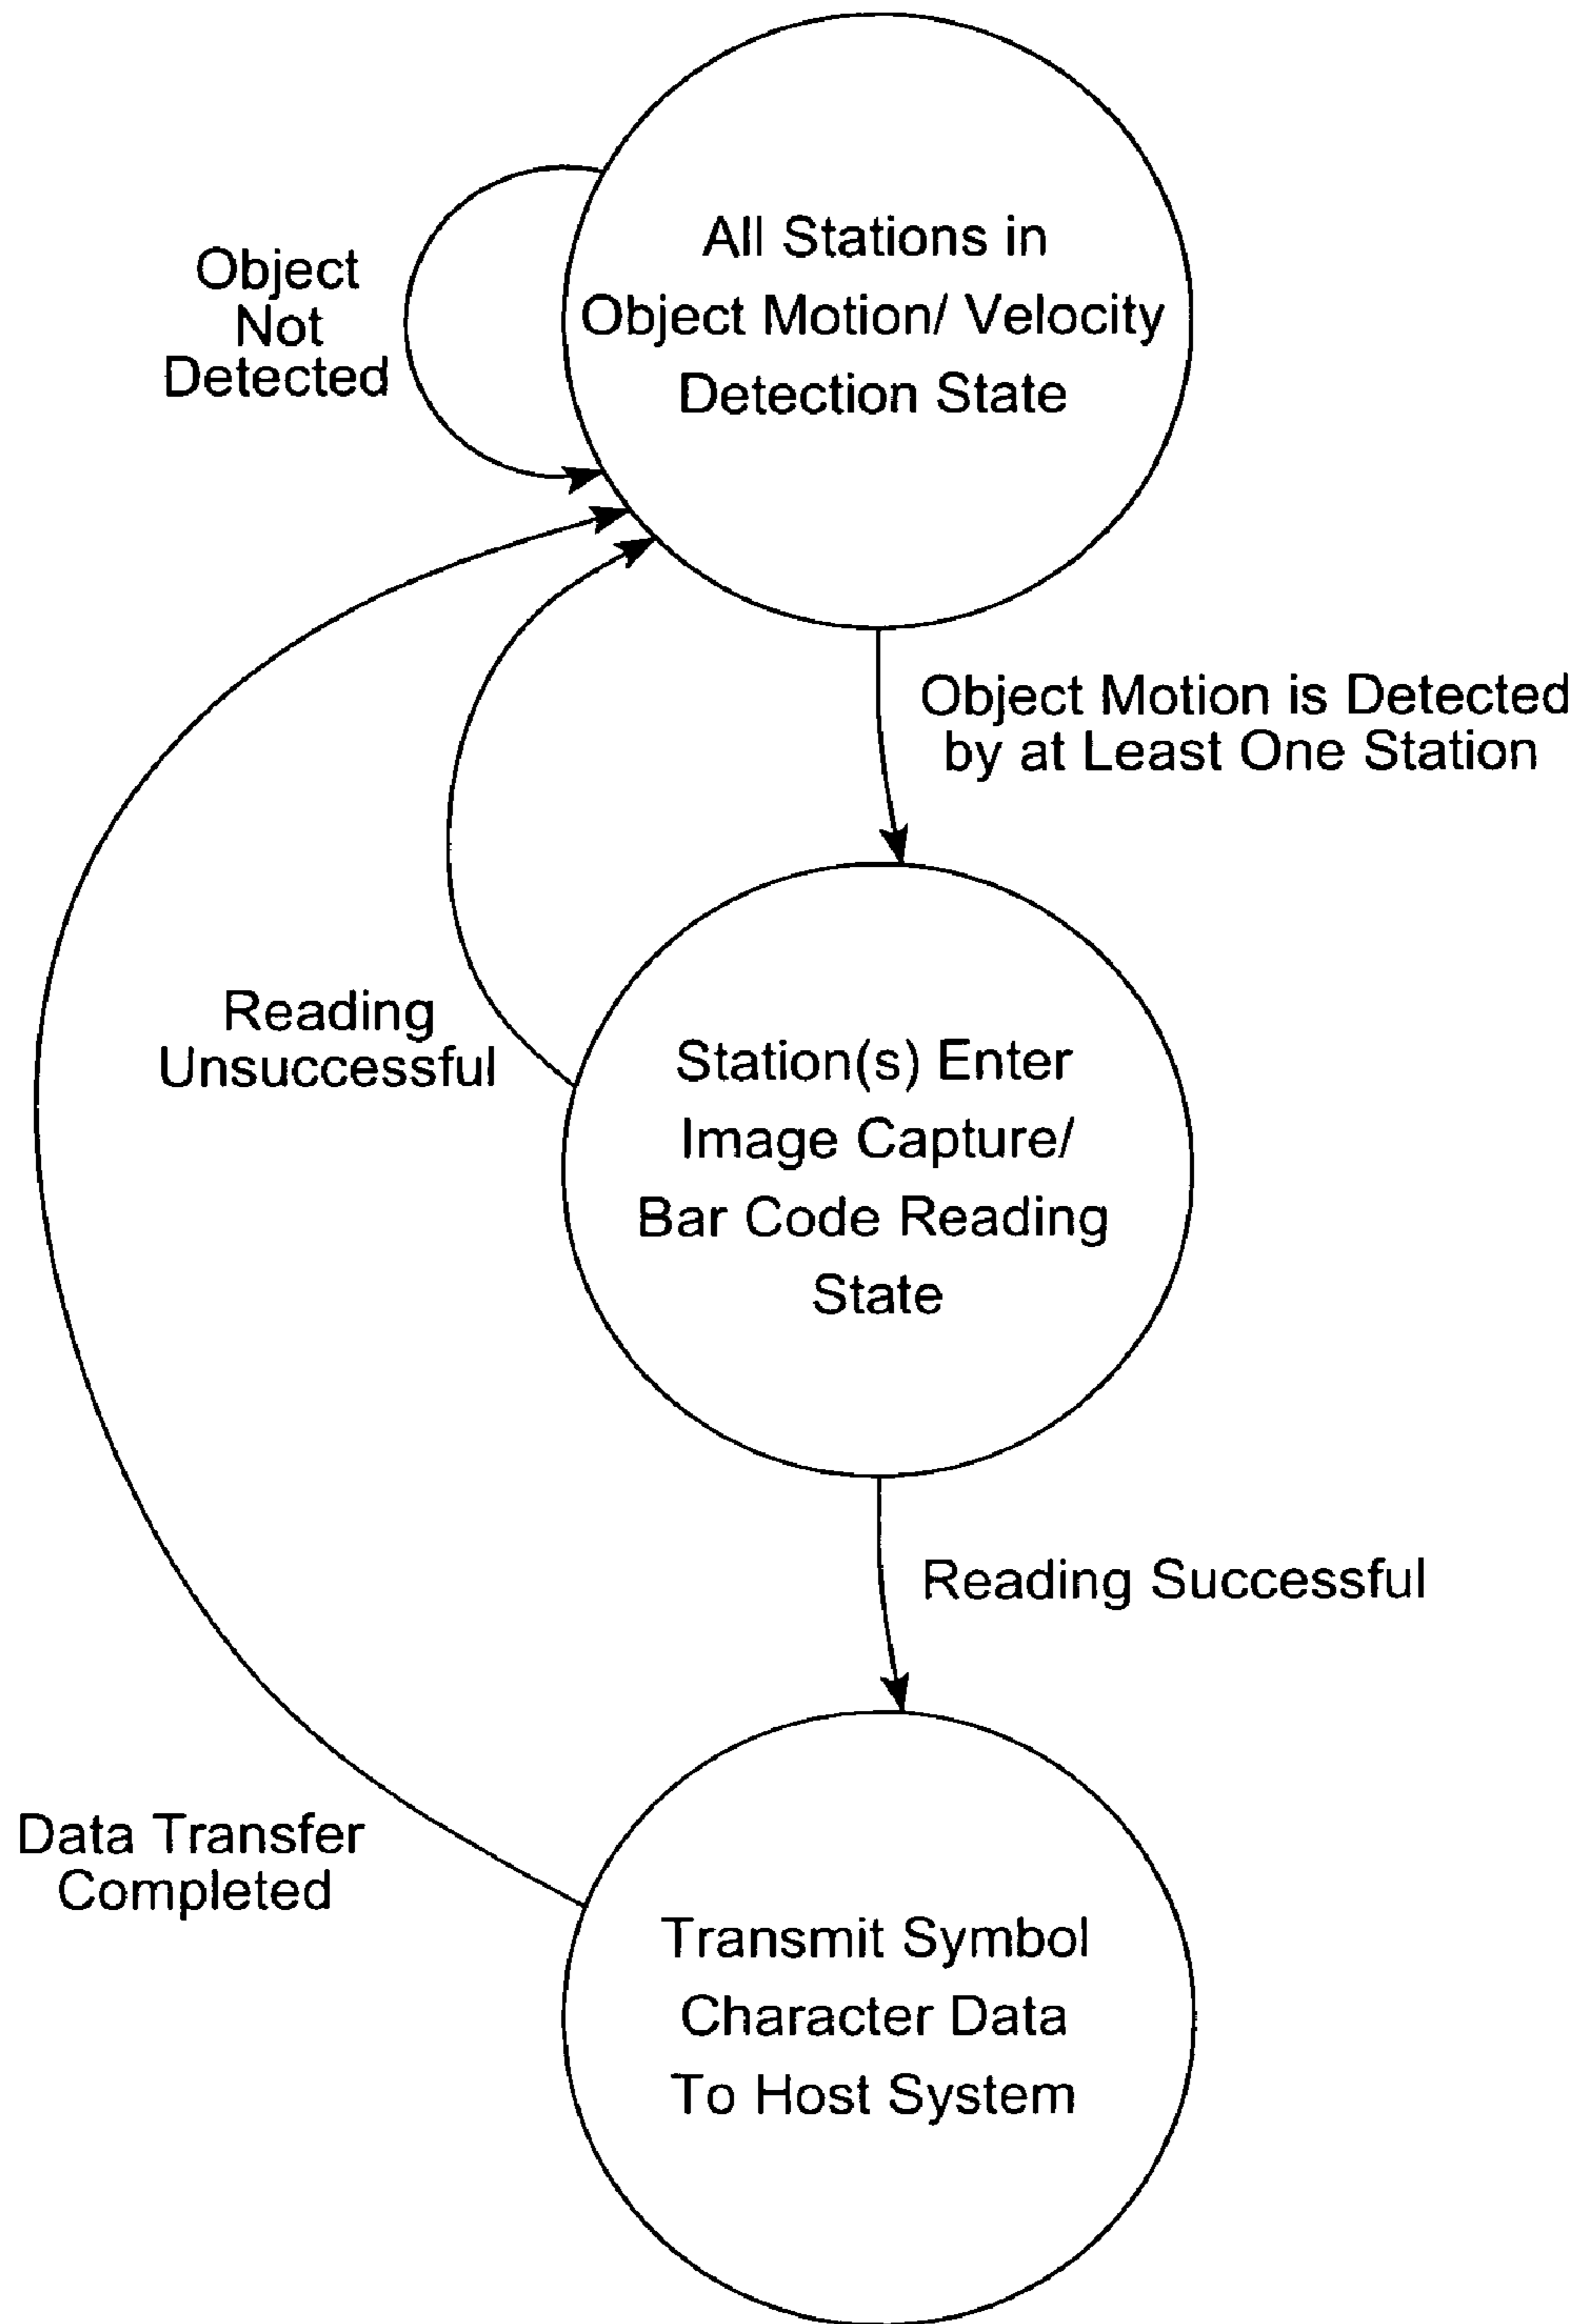 All Stations in
Object Motion/ Velocity
Detection State
Object
Not
Detected
Object Motion is Detected
by at Least One Station
Reading
Unsuccessful
Station(s) Enter
Image Capture/
Bar Code Reading
State
Reading Successful
Data Transfer
Completed
Transmit Symbol
Character Data
To Host System